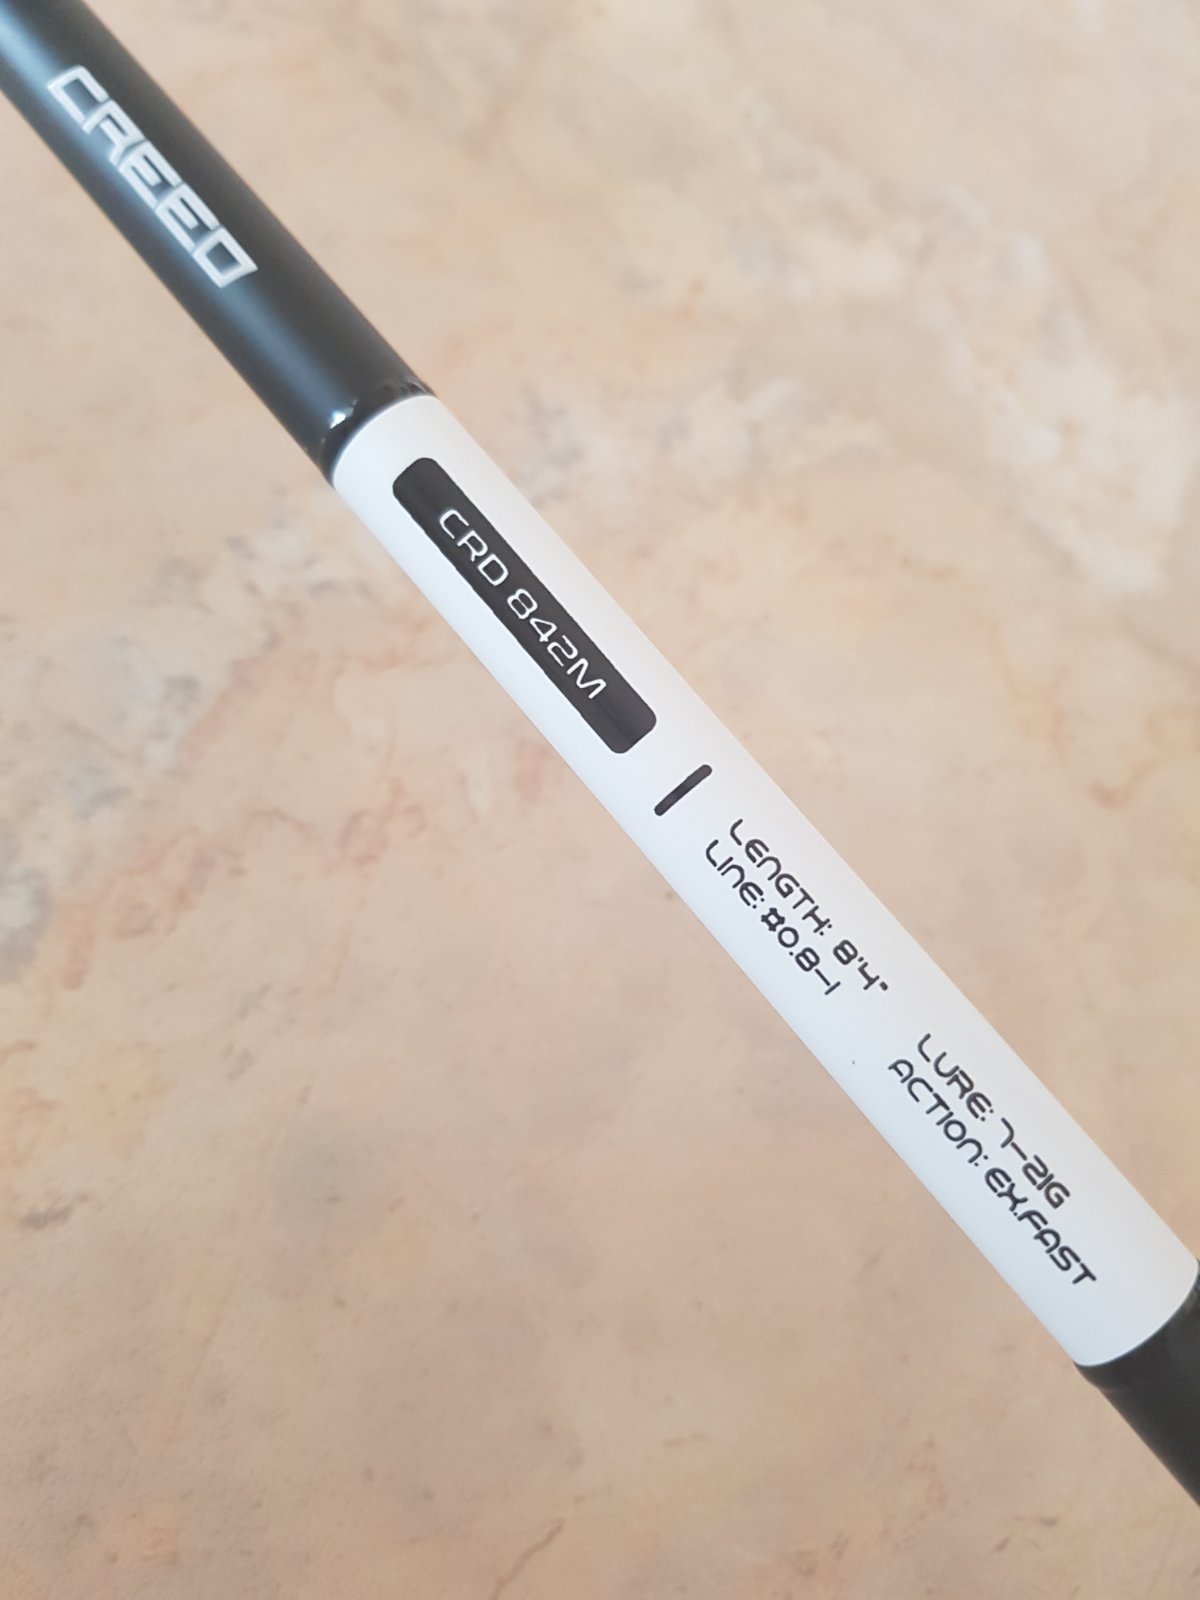 CREED
CRD 842M
LENGTH: 8'4"
LINE: #0.8-1
LURE: 7-21G
ACTION: EX.FAST